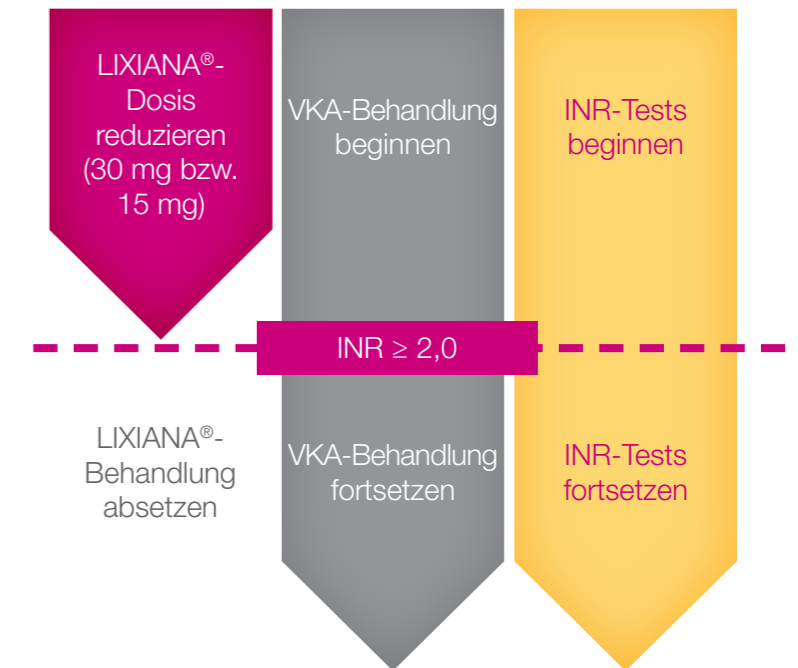 LIXIANA®-
Dosis
reduzieren
(30 mg bzw.
15 mg)
VKA-Behandlung
beginnen
INR-Tests
beginnen
INR ≥ 2,0
LIXIANA®-
Behandlung
absetzen
VKA-Behandlung
fortsetzen
INR-Tests
fortsetzen